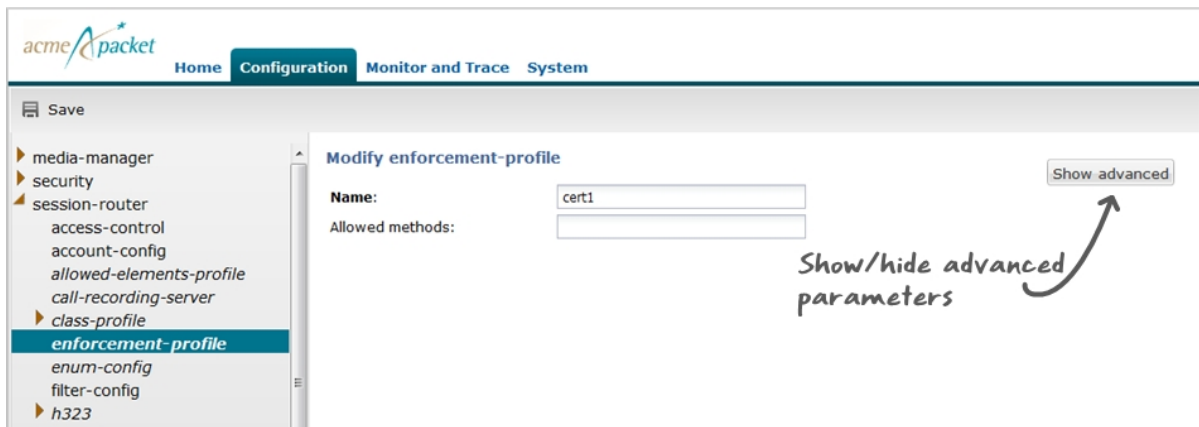 acme packet
Home Configuration Monitor and Trace System
Save
media-manager
security
session-router
access-control
account-config
allowed-elements-profile
call-recording-server
class-profile
enforcement-profile
enum-config
filter-config
h323
Modify enforcement-profile
Show advanced
Name: cert1
Allowed methods:
Show/hide advanced
parameters